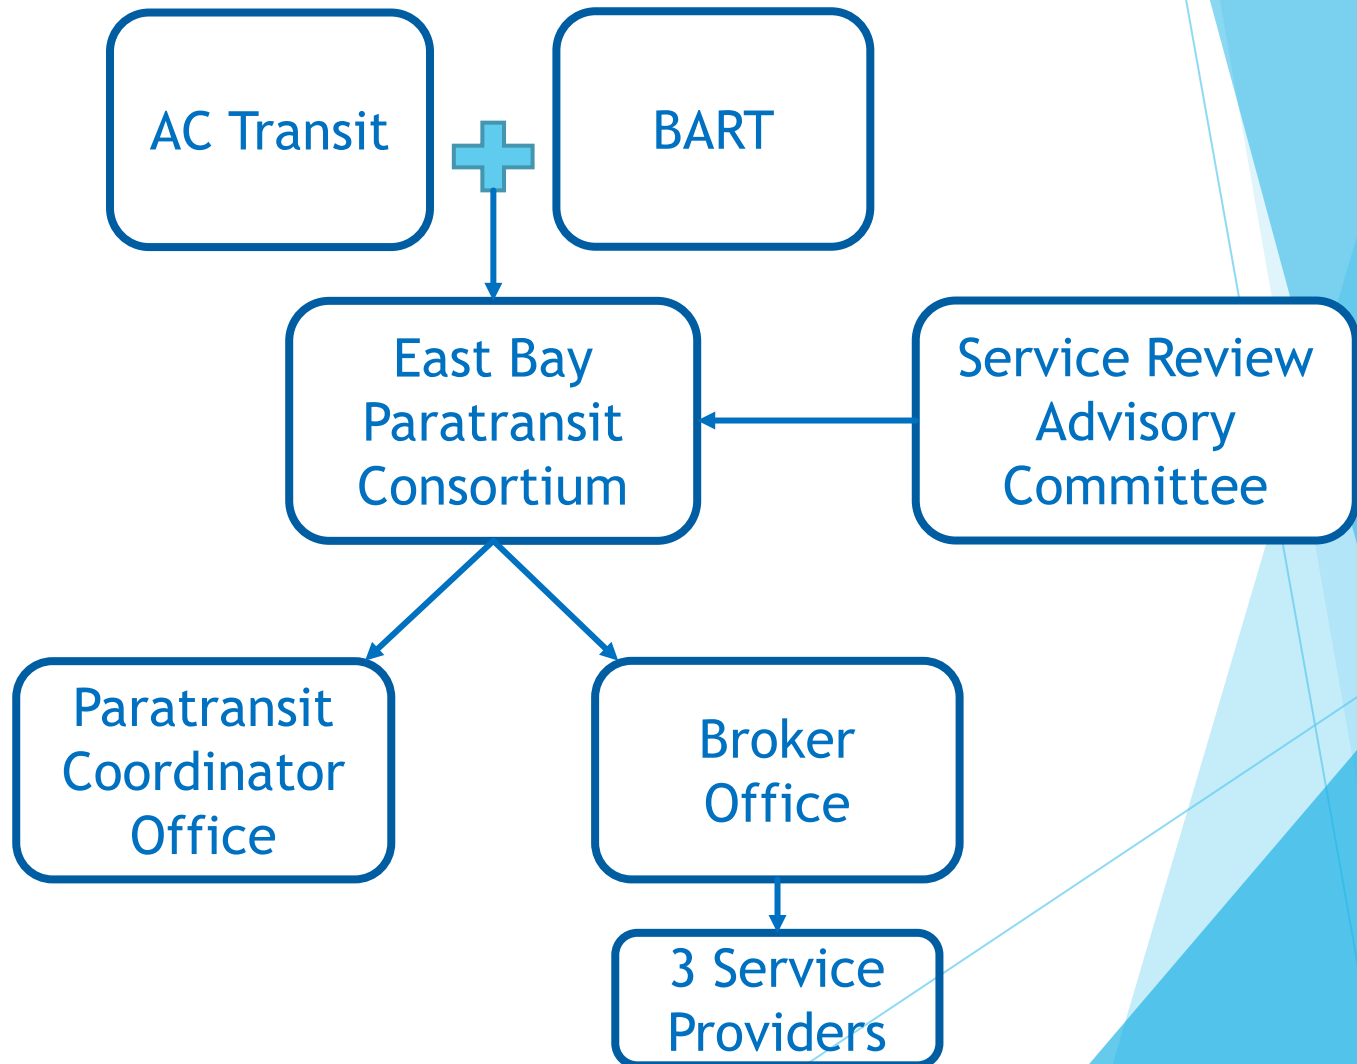 AC Transit
BART
East Bay
Paratransit
Consortium
Service Review
Advisory
Committee
Paratransit
Coordinator
Office
Broker
Office
3 Service
Providers